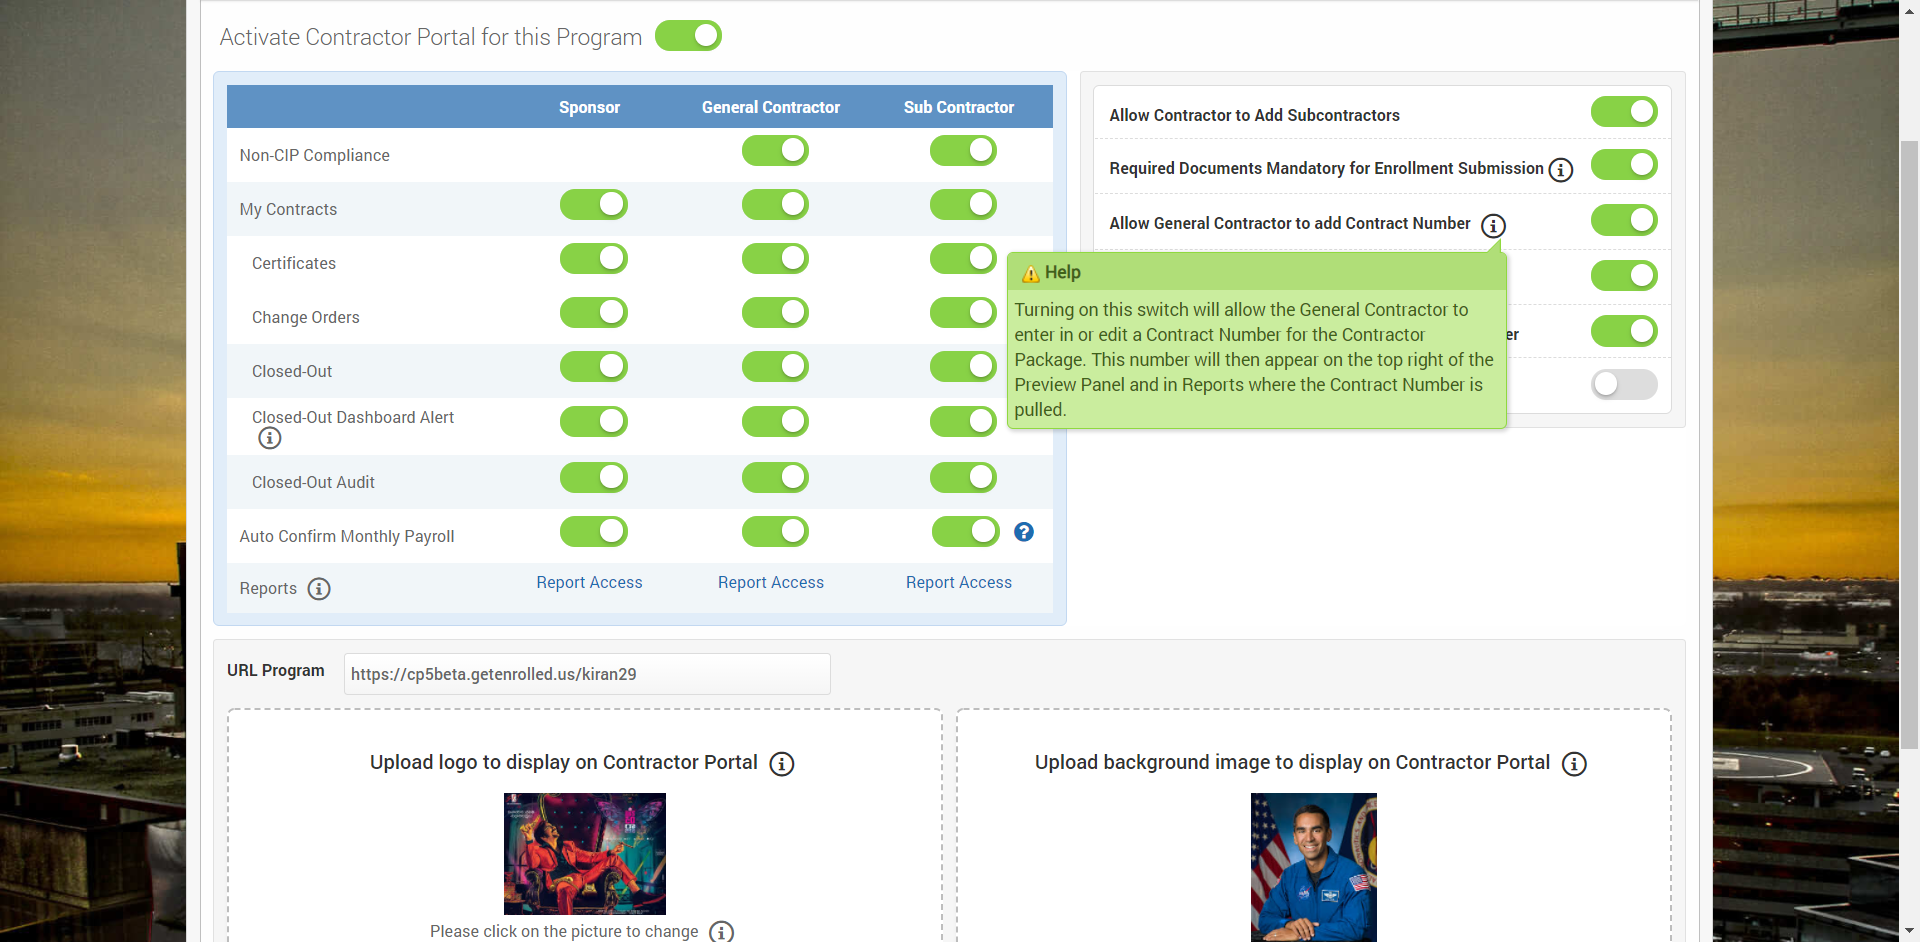 Activate Contractor Portal for this Program
Sponsor General Contractor Sub Contractor
Non-CIP Compliance
My Contracts
Certificates
Change Orders
Closed-Out
Closed-Out Dashboard Alert
Closed-Out Audit
Auto Confirm Monthly Payroll
Reports Report Access Report Access Report Access
Allow Contractor to Add Subcontractors
Required Documents Mandatory for Enrollment Submission
Allow General Contractor to add Contract Number
Help
Turning on this switch will allow the General Contractor to
enter in or edit a Contract Number for the Contractor
Package. This number will then appear on the top right of the
Preview Panel and in Reports where the Contract Number is
pulled.
er
URL Program https://cp5beta.getenrolled.us/kiran29
Upload logo to display on Contractor Portal
Please click on the picture to change
Upload background image to display on Contractor Portal